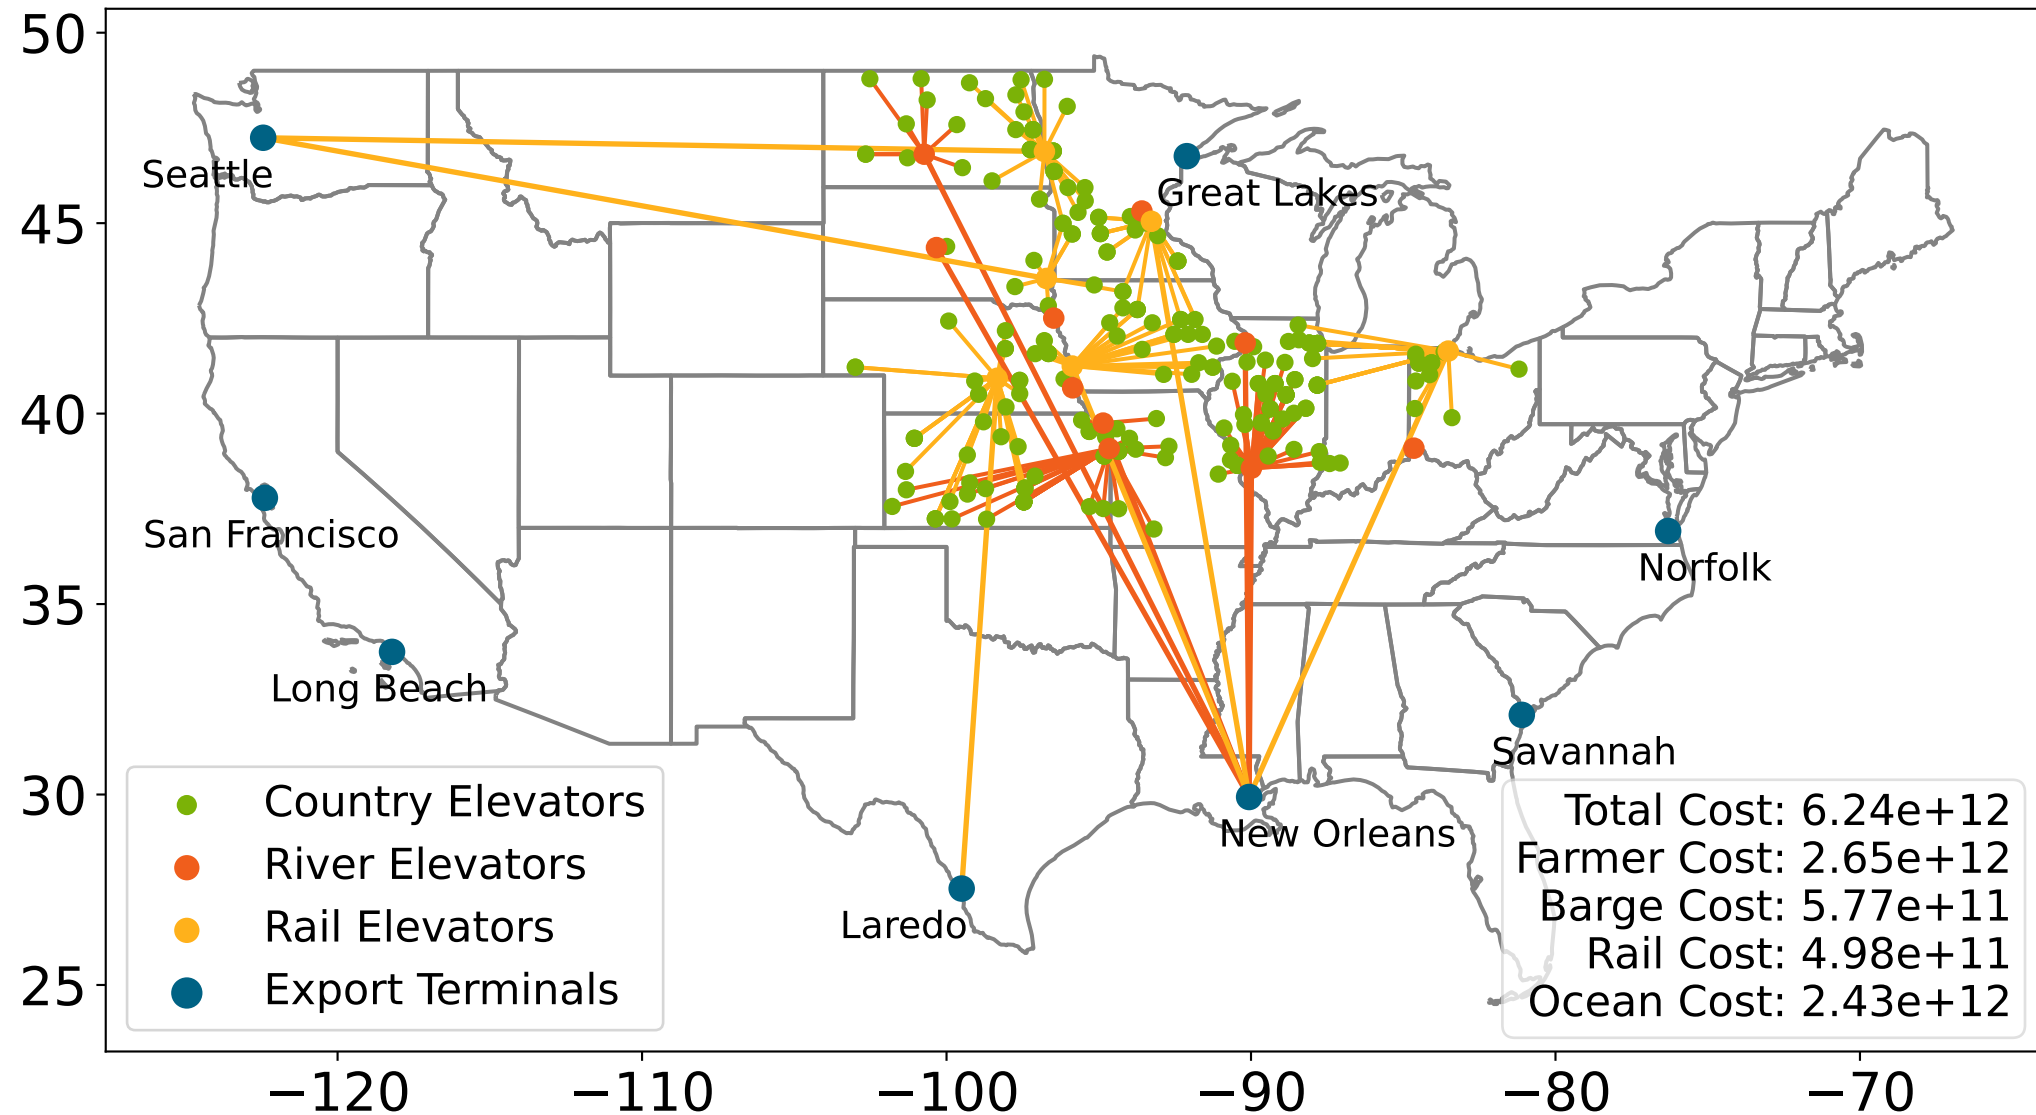 50
45
40
35
30
25
Seattle
Great Lakes
San Francisco
Norfolk
Long Beach
Savannah
New Orleans
Laredo
Country Elevators
River Elevators
Rail Elevators
Export Terminals
Total Cost: 6.24e+12
Farmer Cost: 2.65e+12
Barge Cost: 5.77e+11
Rail Cost: 4.98e+11
Ocean Cost: 2.43e+12
−120 −110 −100 −90 −80 −70